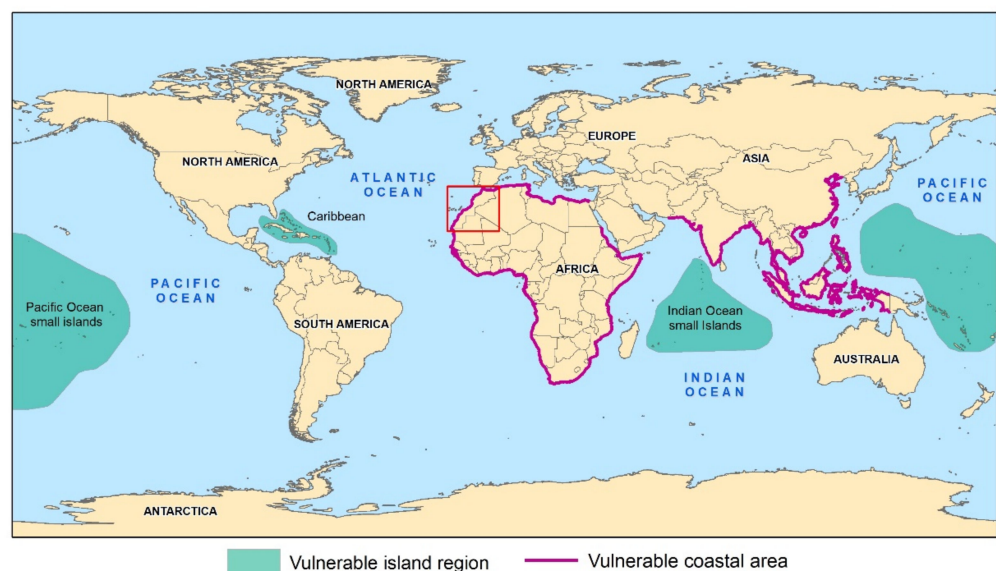 NORTH AMERICA
EUROPE
NORTH AMERICA
ASIA
ATLANTIC
OCEAN
PACIFIC
OCEAN
Caribbean
AFRICA
PACIFIC
OCEAN
Pacific Ocean
small islands
Indian Ocean
small Islands
SOUTH AMERICA
AUSTRALIA
INDIAN
OCEAN
ANTARCTICA
Vulnerable island region
Vulnerable coastal area